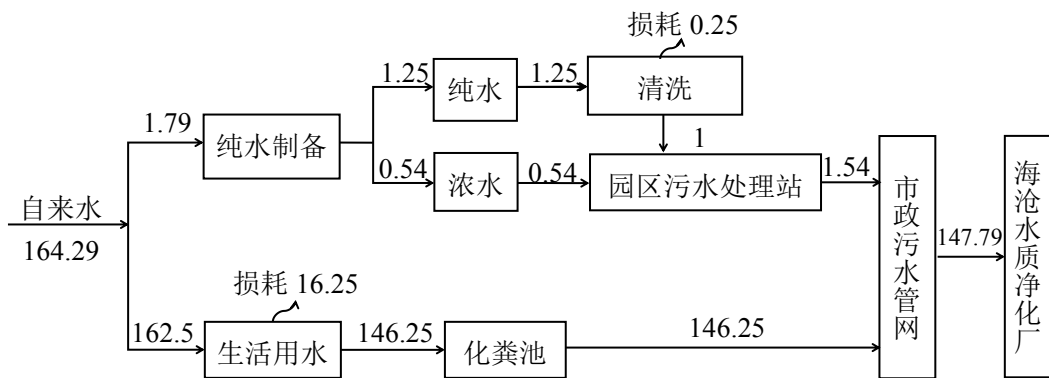 损耗 0.25
1.25
纯水
1.25
清洗
1.79
纯水制备
1
0.54
浓水
0.54
园区污水处理站
1.54
自来水
164.29
市政污水管网
147.79
海沧水质净化厂
损耗 16.25
162.5
生活用水
146.25
化粪池
146.25